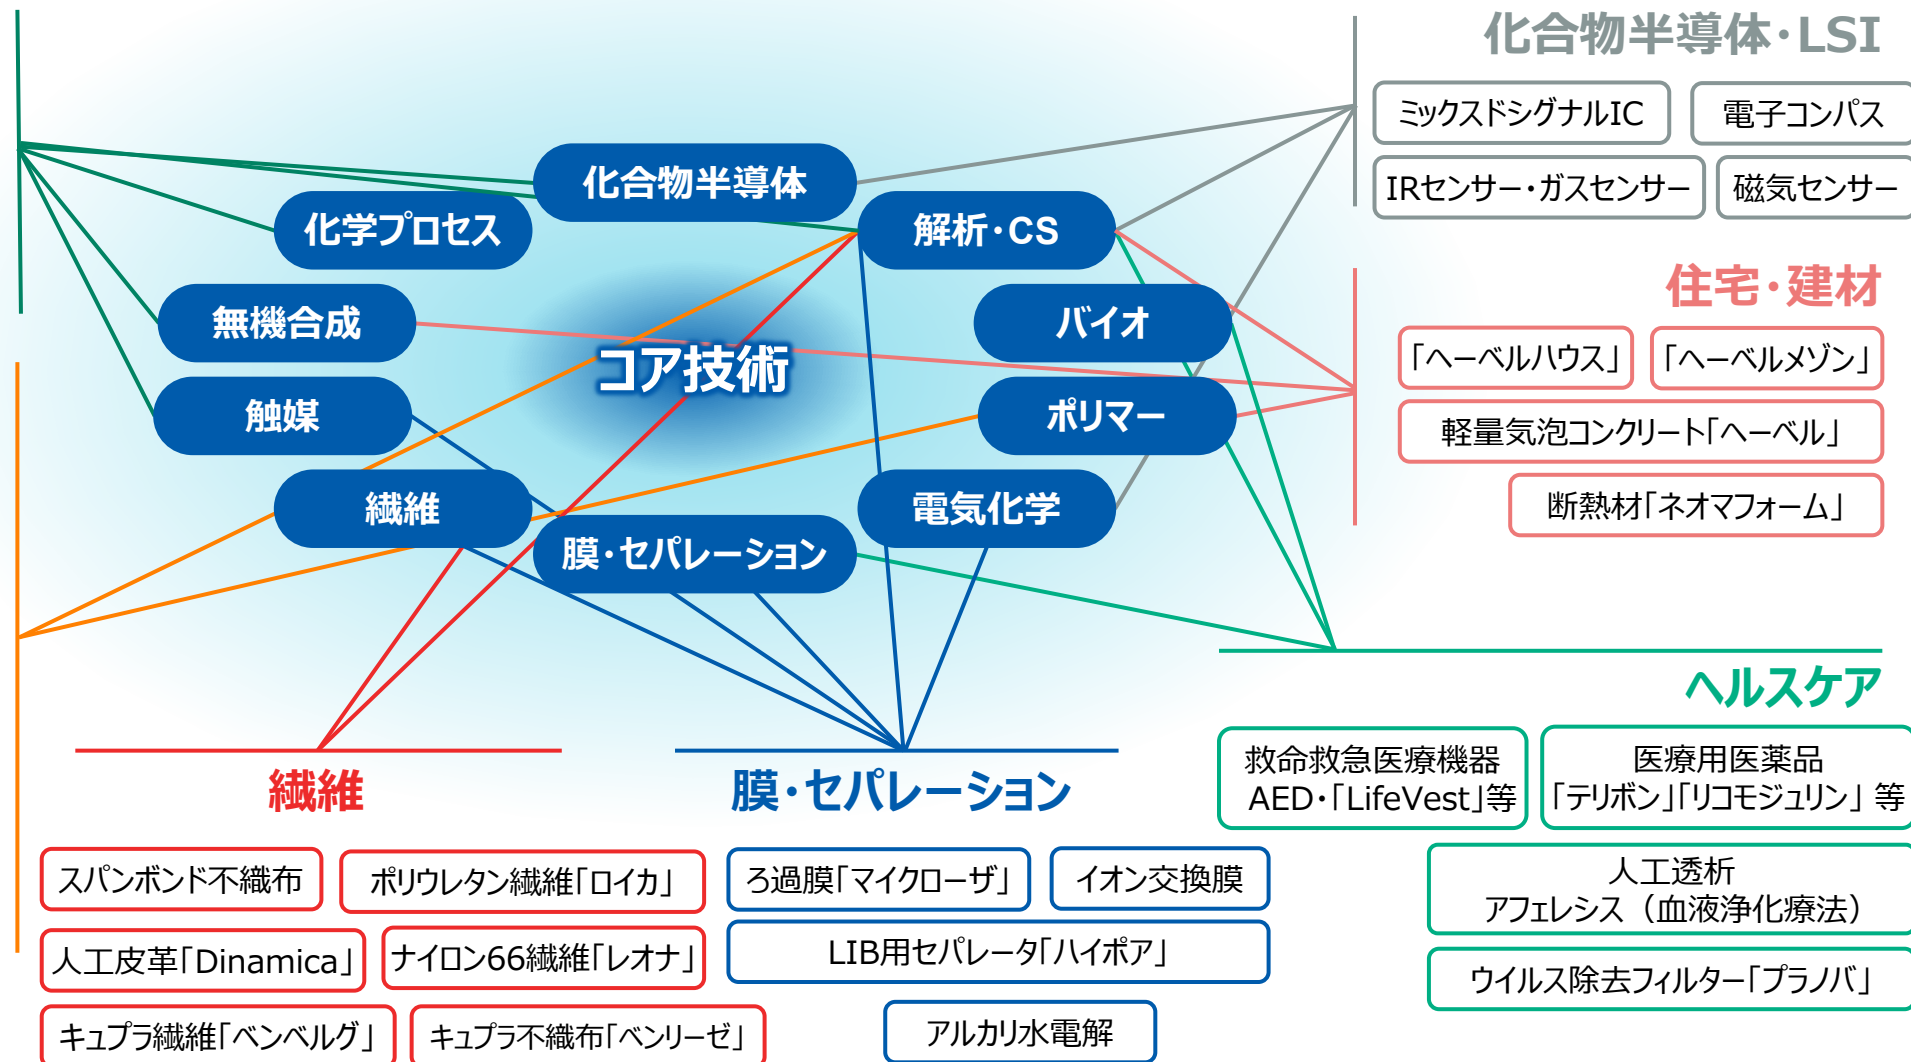 化合物半導体・LSI
ミックスドシグナルIC
電子コンパス
IRセンサー・ガスセンサー
磁気センサー
化合物半導体
化学プロセス
解析・CS
無機合成
バイオ
コア技術
触媒
ポリマー
繊維
電気化学
膜・セパレーション
住宅・建材
「ヘーベルハウス」
「ヘーベルメゾン」
軽量気泡コンクリート「ヘーベル」
断熱材「ネオマフォーム」
ヘルスケア
救命救急医療機器
AED・「LifeVest」等
医療用医薬品
「テリボン」「リコモジュリン」 等
人工透析
アフェレシス（血液浄化療法）
ウイルス除去フィルター「プラノバ」
繊維
スパンボンド不織布
ポリウレタン繊維「ロイカ」
人工皮革「Dinamica」
ナイロン66繊維「レオナ」
キュプラ繊維「ベンベルグ」
キュプラ不織布「ベンリーゼ」
膜・セパレーション
ろ過膜「マイクローザ」
イオン交換膜
LIB用セパレータ「ハイポア」
アルカリ水電解